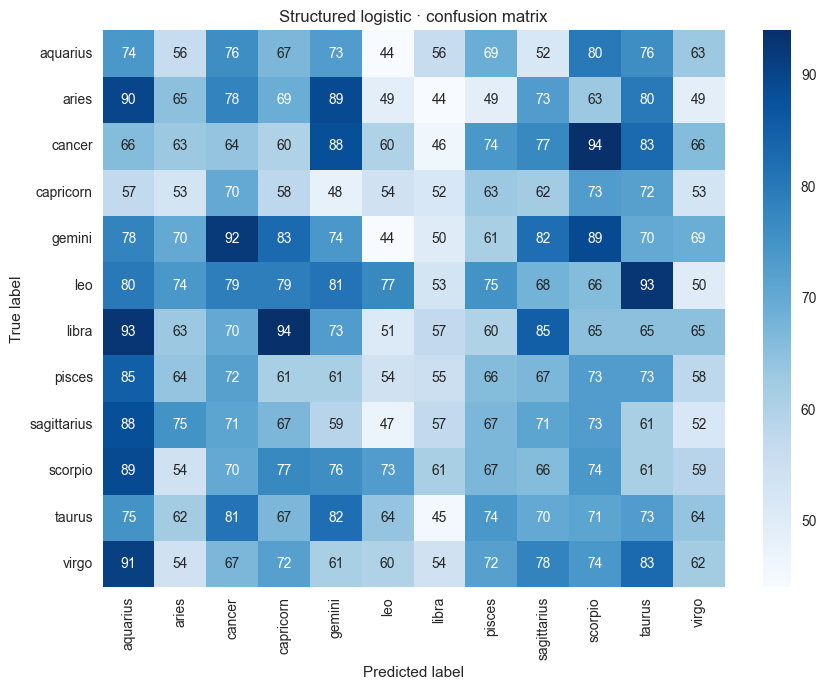 Structured logistic · confusion matrix
aquarius 74 56 76 67 73 44 56 69 52 80 76 63
aries 90 65 78 69 89 49 44 49 73 63 80 49
cancer 66 63 64 60 88 60 46 74 77 94 83 66
capricorn 57 53 70 58 48 54 52 63 62 73 72 53
gemini 78 70 92 83 74 44 50 61 82 89 70 69
leo 80 74 79 79 81 77 53 75 68 66 93 50
libra 93 63 70 94 73 51 57 60 85 65 65 65
pisces 85 64 72 61 61 54 55 66 67 73 73 58
sagittarius 88 75 71 67 59 47 57 67 71 73 61 52
scorpio 89 54 70 77 76 73 61 67 66 74 61 59
taurus 75 62 81 67 82 64 45 74 70 71 73 64
virgo 91 54 67 72 61 60 54 72 78 74 83 62
aquarius aries cancer capricorn gemini leo libra pisces sagittarius scorpio taurus virgo
Predicted label
True label
90
80
70
60
50